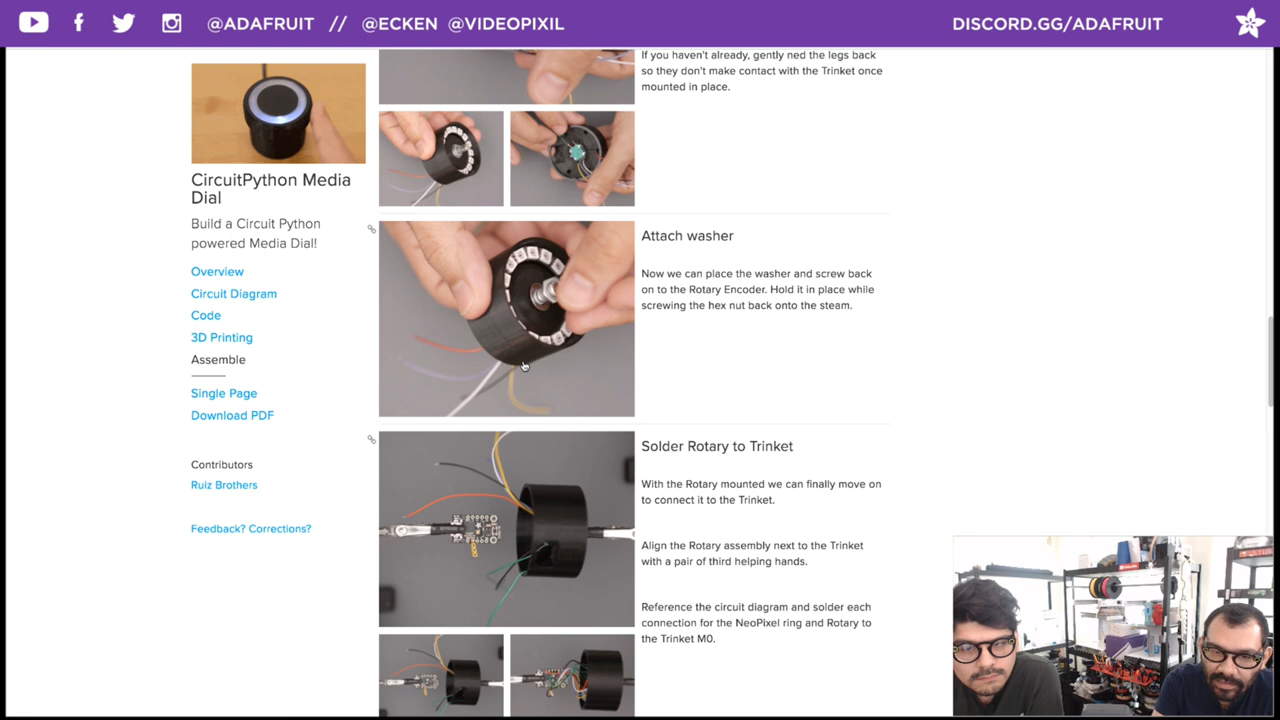 @ADAFRUIT // @ECKEN @VIDEOPIXIL
DISCORD.GG/ADAFRUIT
CircuitPython Media
Dial
Build a Circuit Python
powered Media Dial!
Overview
Circuit Diagram
Code
3D Printing
Assemble
Single Page
Download PDF
Contributors
Ruiz Brothers
Feedback? Corrections?
If you haven't already, gently ned the legs back
so they don't make contact with the Trinket once
mounted in place.
Attach washer
Now we can place the washer and screw back
on to the Rotary Encoder. Hold it in place while
screwing the hex nut back onto the steam.
Solder Rotary to Trinket
With the Rotary mounted we can finally move on
to connect it to the Trinket.
Align the Rotary assembly next to the Trinket
with a pair of third helping hands.
Reference the circuit diagram and solder each
connection for the NeoPixel ring and Rotary to
the Trinket M0.